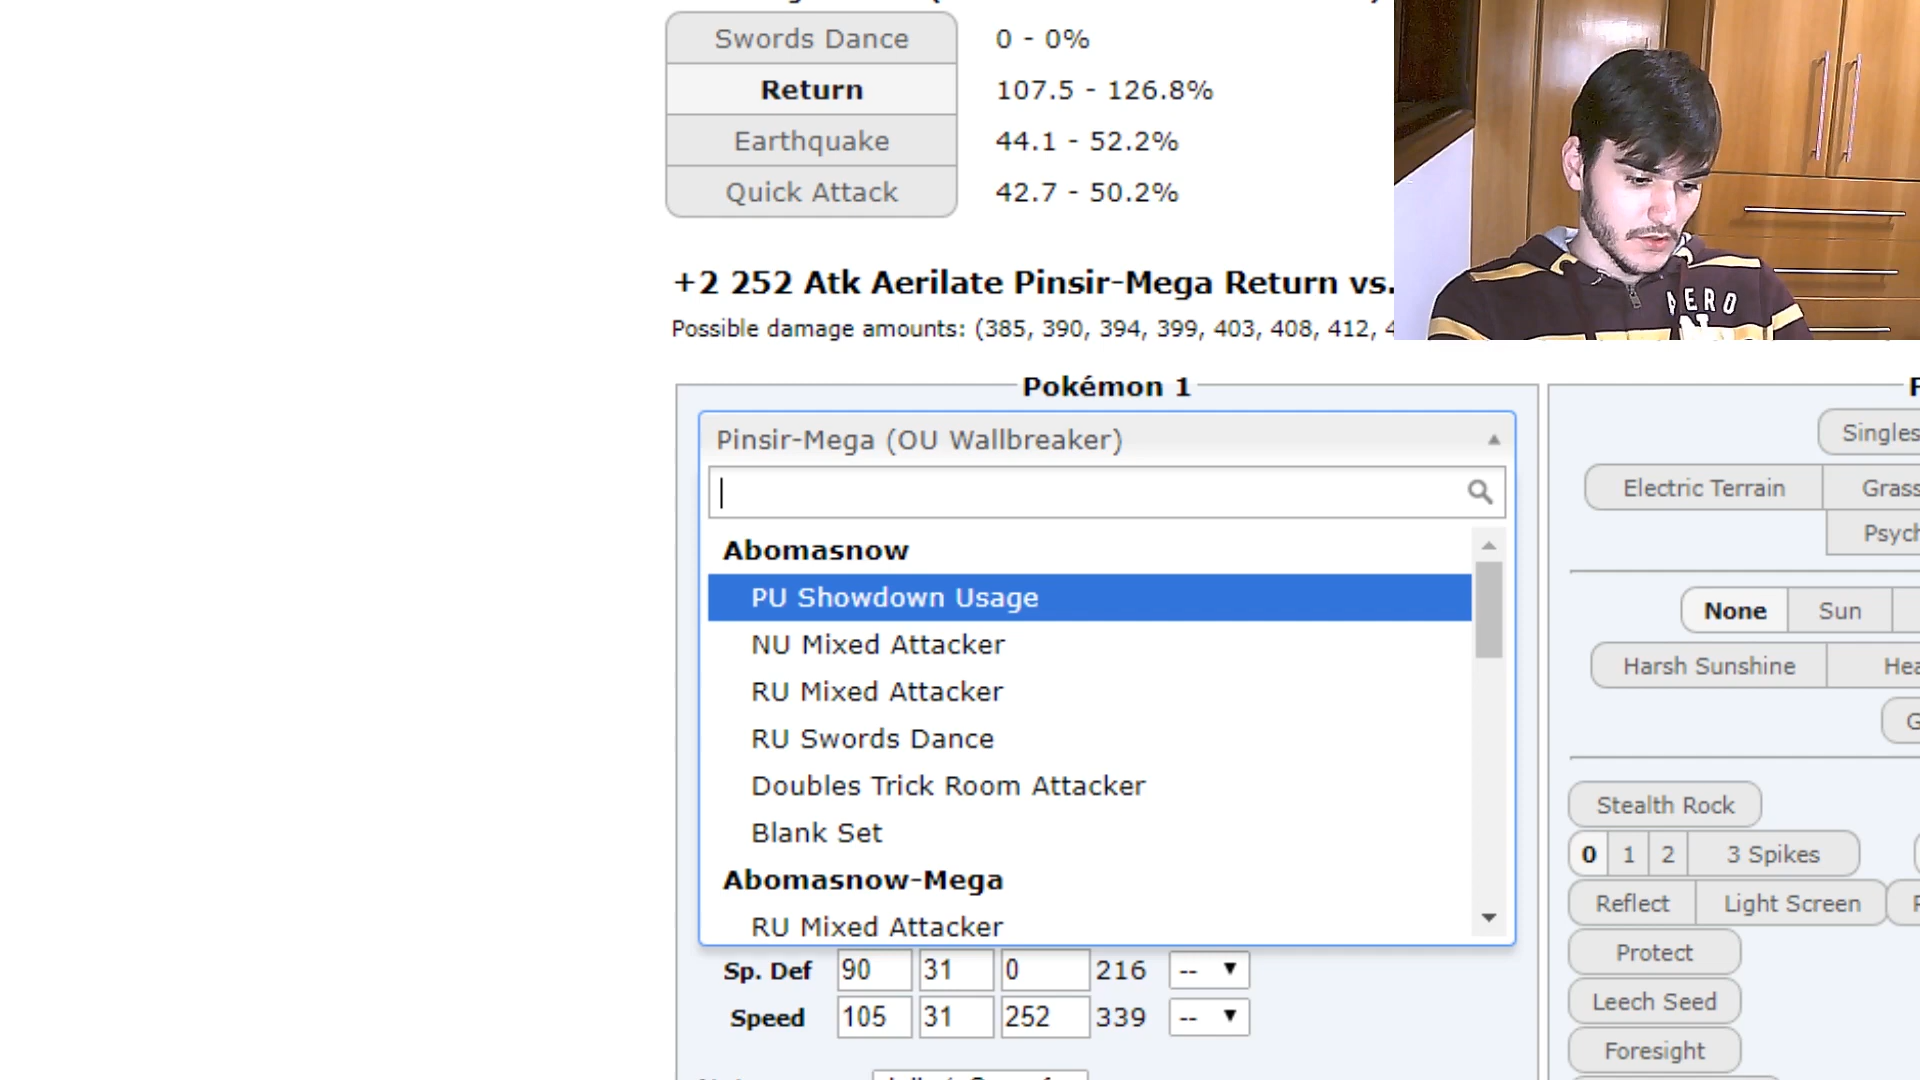 Swords Dance 0 - 0%
Return 107.5 - 126.8%
Earthquake 44.1 - 52.2%
Quick Attack 42.7 - 50.2%
+2 252 Atk Aerilate Pinsir-Mega Return vs.
Possible damage amounts: (385, 390, 394, 399, 403, 408, 412,
Pokémon 1
Pinsir-Mega (OU Wallbreaker)
Abomasnow
PU Showdown Usage
NU Mixed Attacker
RU Mixed Attacker
RU Swords Dance
Doubles Trick Room Attacker
Blank Set
Abomasnow-Mega
RU Mixed Attacker
Sp. Def 90 31 0 216 --
Speed 105 31 252 339 --
Singles
Electric Terrain Grass
Psych
None Sun
Harsh Sunshine Hea
G
Stealth Rock
0 1 2 3 Spikes
Reflect Light Screen
Protect
Leech Seed
Foresight
AERO